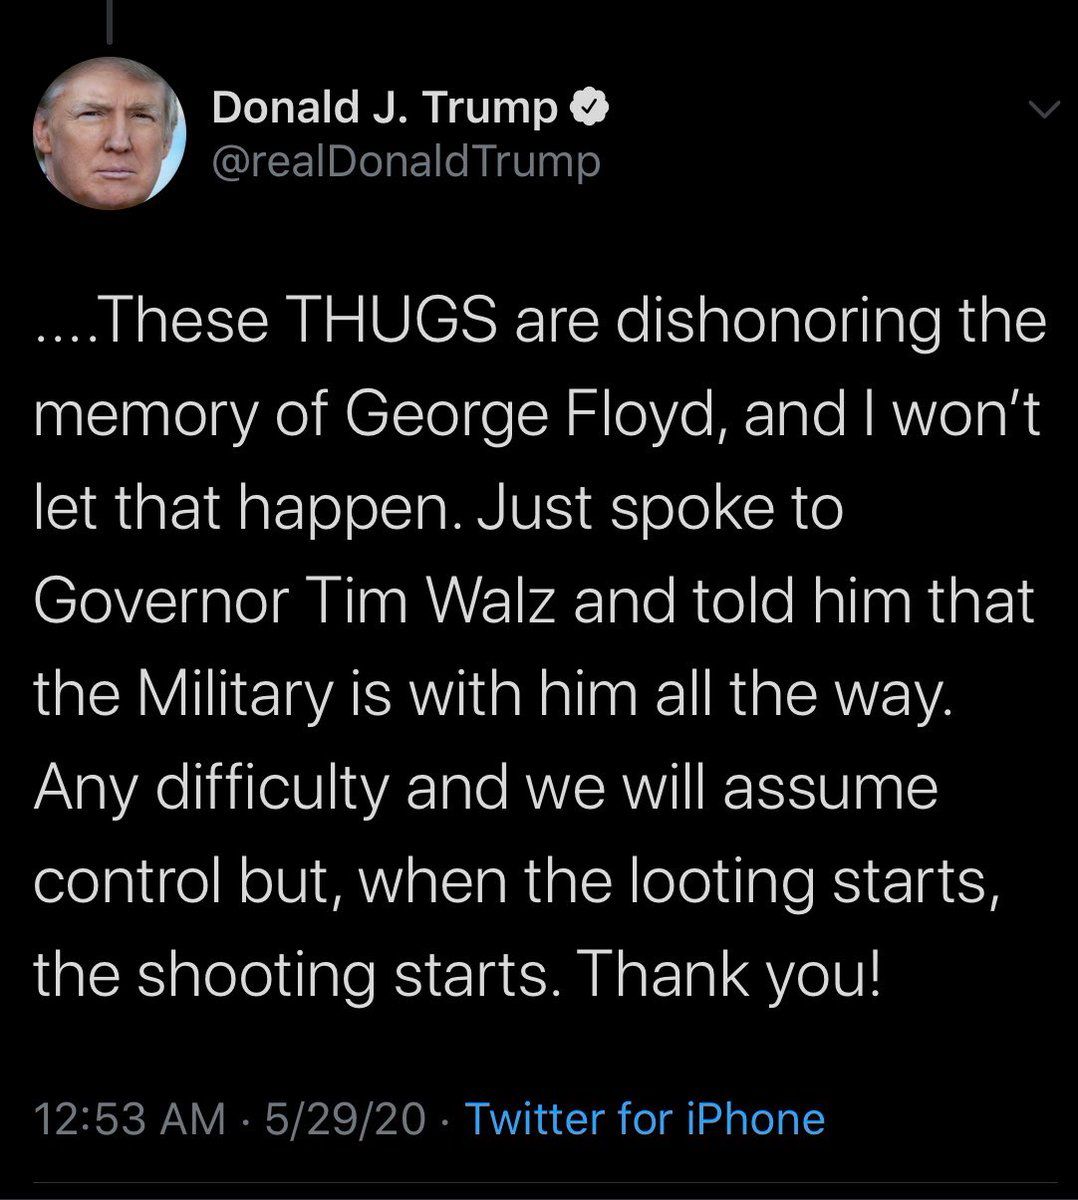 Donald J. Trump
@realDonaldTrump
....These THUGS are dishonoring the
memory of George Floyd, and I won’t
let that happen. Just spoke to
Governor Tim Walz and told him that
the Military is with him all the way.
Any difficulty and we will assume
control but, when the looting starts,
the shooting starts. Thank you!
12:53 AM · 5/29/20 · Twitter for iPhone